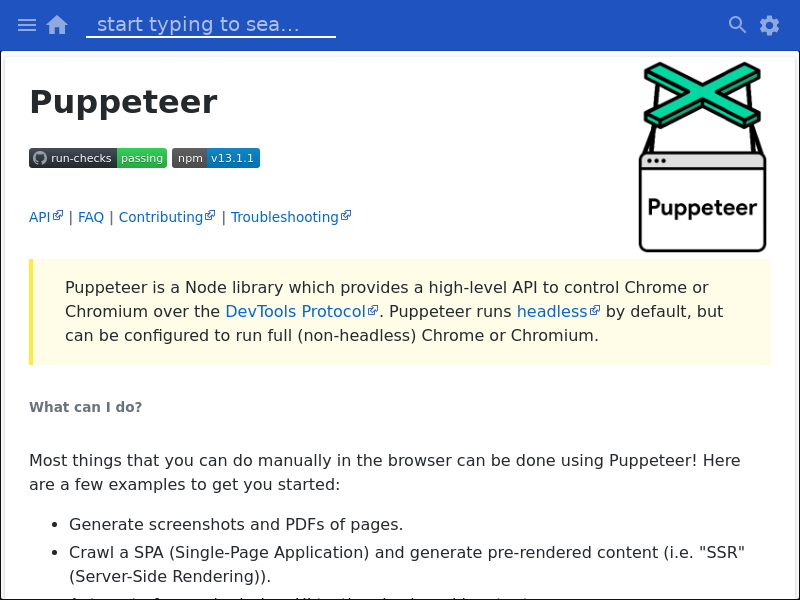 start typing to sea...
Puppeteer
run-checks passing npm v13.1.1
API | FAQ | Contributing | Troubleshooting
Puppeteer
Puppeteer is a Node library which provides a high-level API to control Chrome or
Chromium over the DevTools Protocol. Puppeteer runs headless by default, but
can be configured to run full (non-headless) Chrome or Chromium.
What can I do?
Most things that you can do manually in the browser can be done using Puppeteer! Here
are a few examples to get you started:
• Generate screenshots and PDFs of pages.
• Crawl a SPA (Single-Page Application) and generate pre-rendered content (i.e. "SSR"
(Server-Side Rendering)).